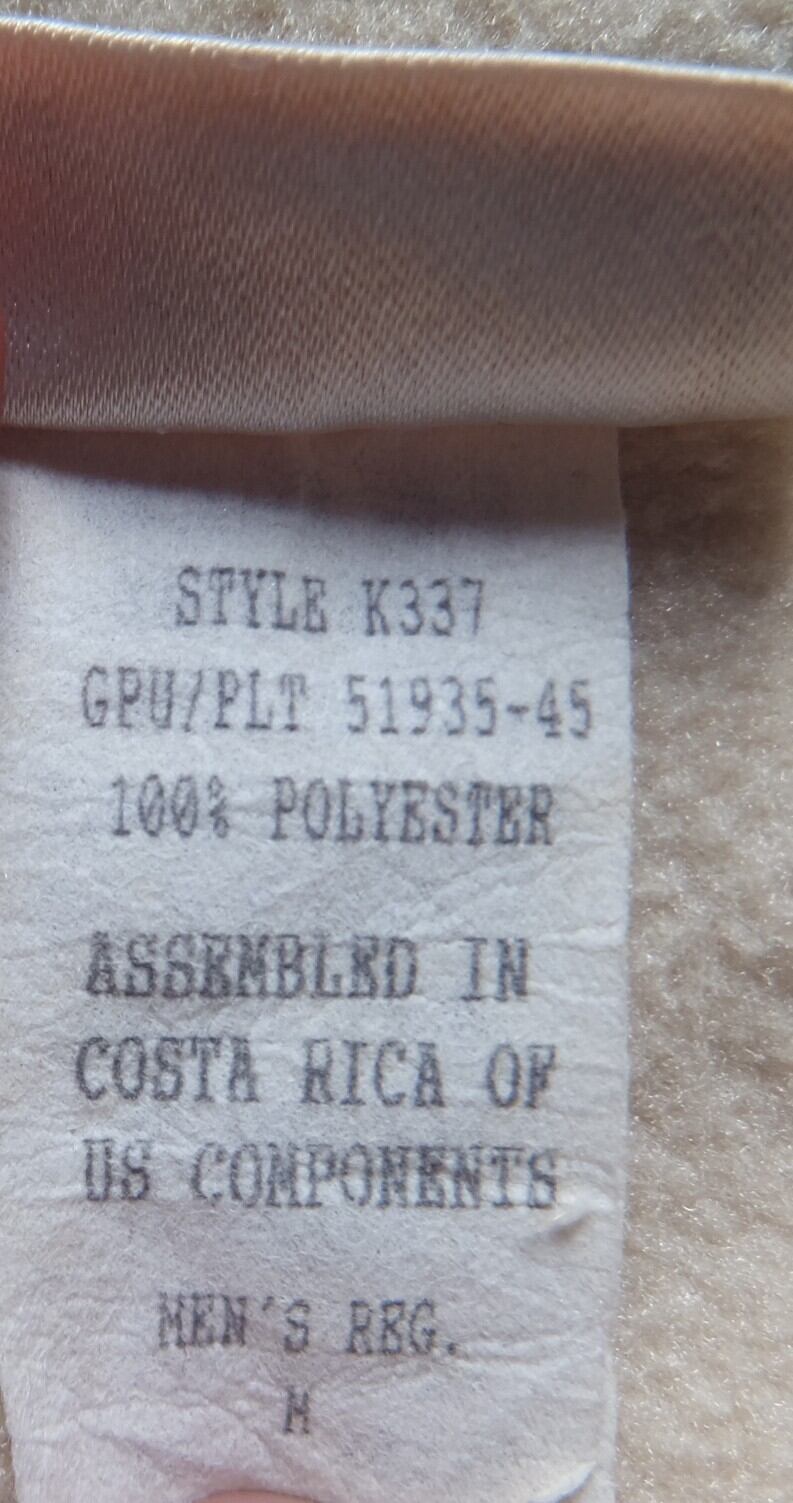 STYLE K337
GPU/PLT 51935-45
100% POLYESTER
ASSEMBLED IN
COSTA RICA OF
US COMPONENTS
MEN'S REG.
M